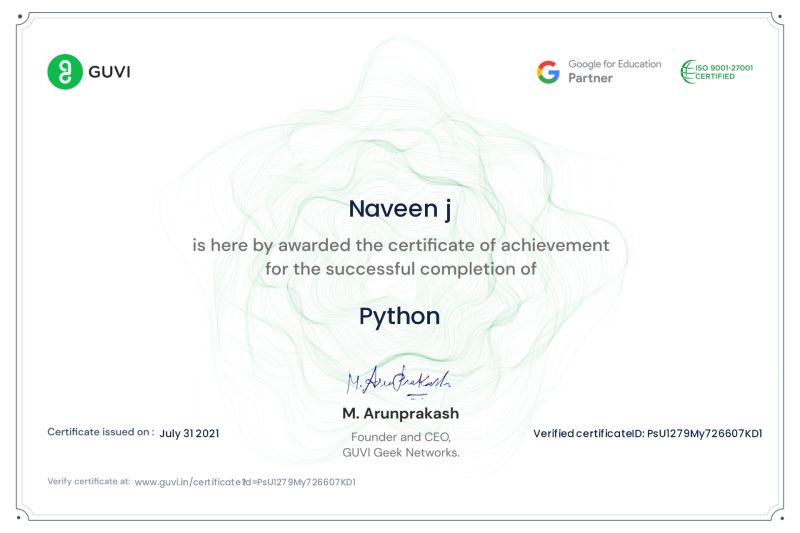 GUVI
Google for Education
Partner
ISO 9001-27001
CERTIFIED
Naveen j
is here by awarded the certificate of achievement
for the successful completion of
Python
M. Arunprakash
M. Arunprakash
Founder and CEO,
GUVI Geek Networks.
Certificate issued on : July 31 2021
Verified certificateID: PsU1279My726607KD1
Verify certificate at: www.guvi.in/certificate?id=PsU1279My726607KD1